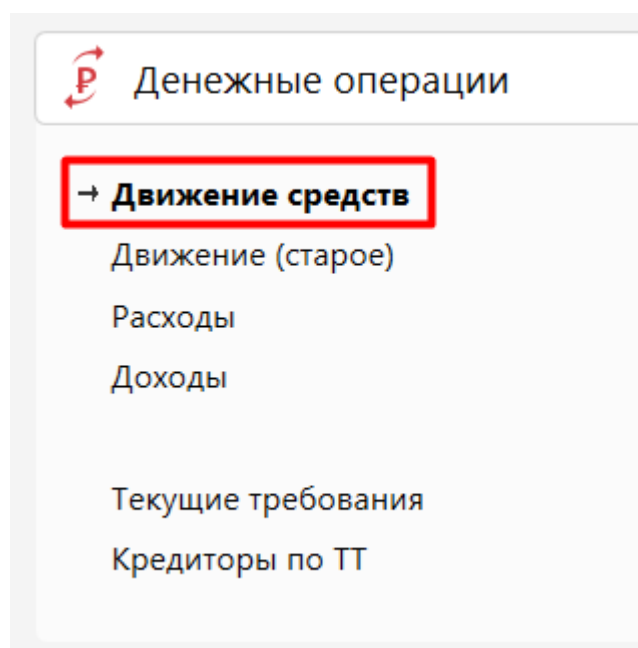 Денежные операции
→ Движение средств
Движение (старое)
Расходы
Доходы
Текущие требования
Кредиторы по ТТ